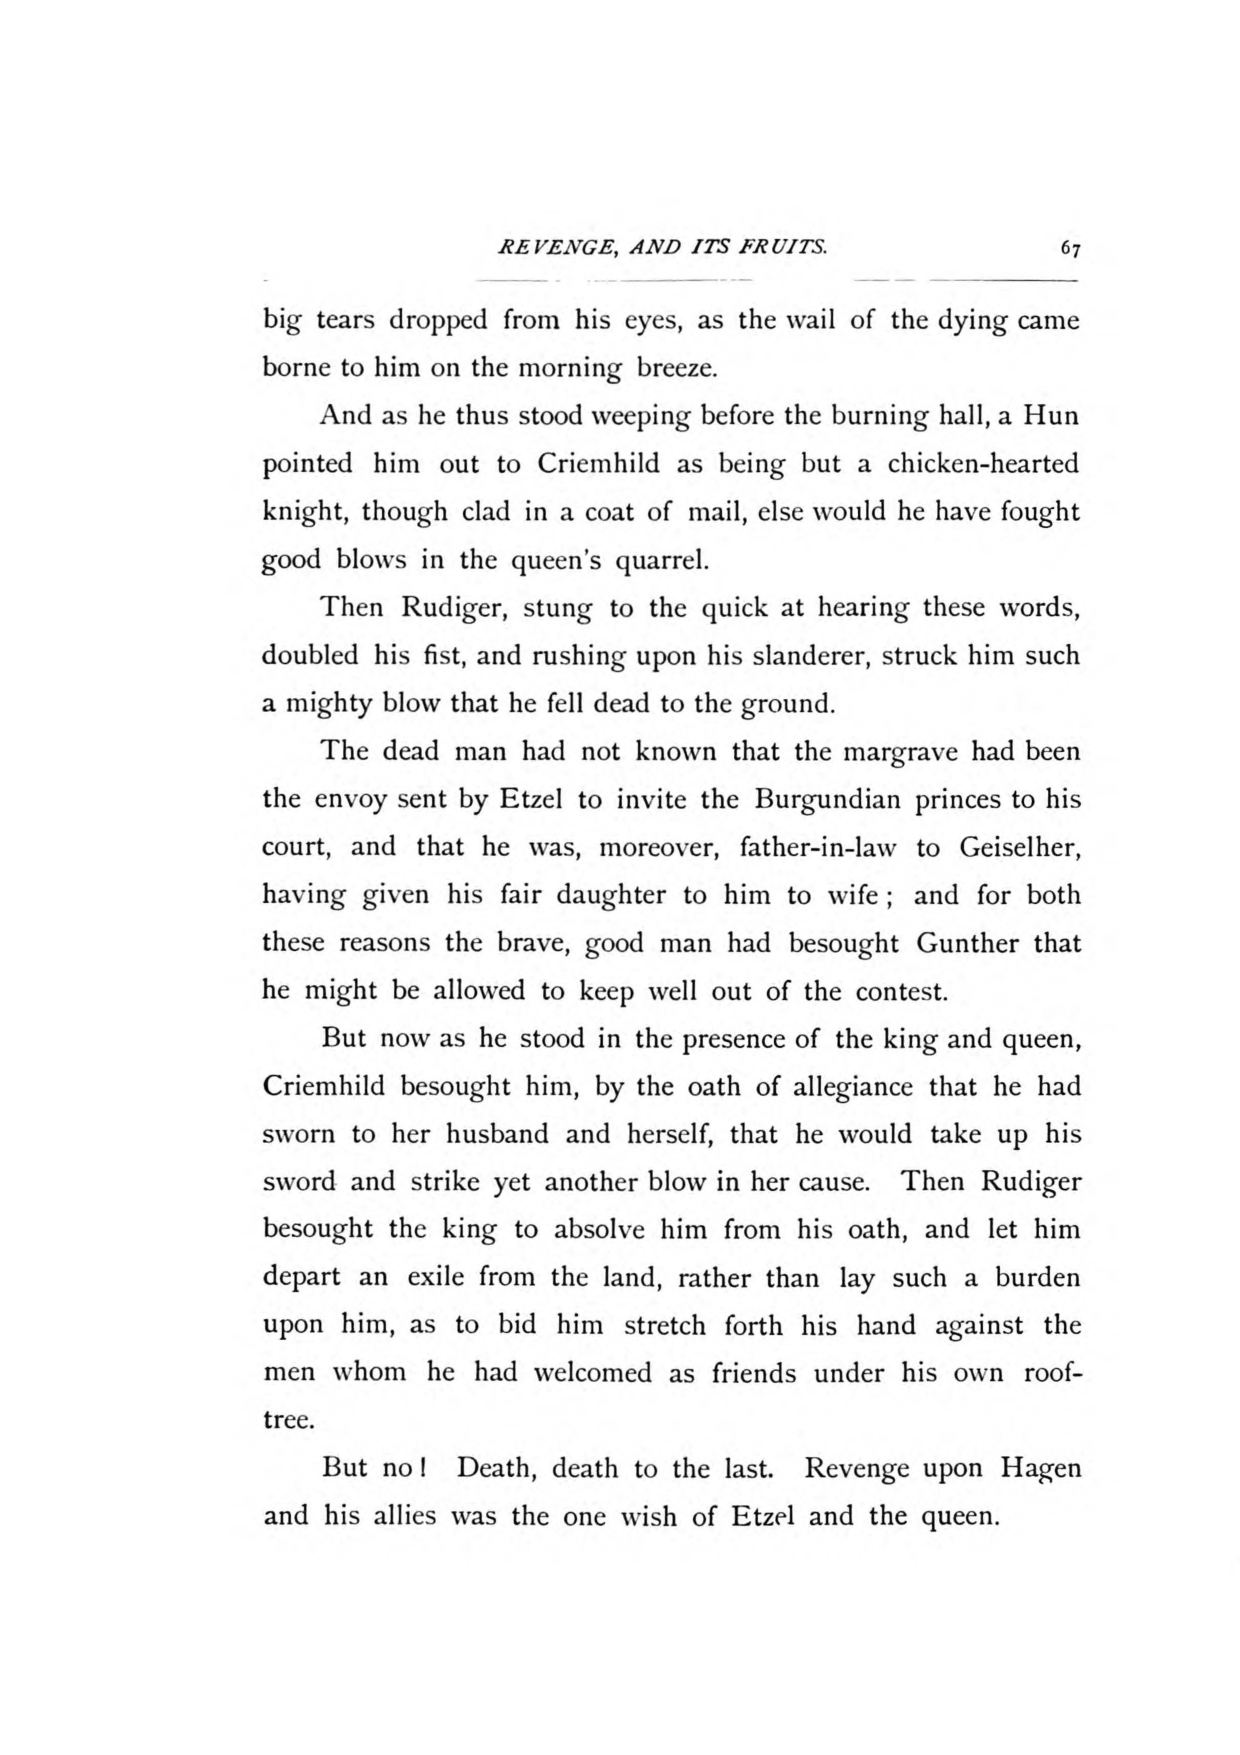 REVENGE, AND ITS FRUITS. 67
big tears dropped from his eyes, as the wail of the dying came
borne to him on the morning breeze.
And as he thus stood weeping before the burning hall, a Hun
pointed him out to Criemhild as being but a chicken-hearted
knight, though clad in a coat of mail, else would he have fought
good blows in the queen's quarrel.
Then Rudiger, stung to the quick at hearing these words,
doubled his fist, and rushing upon his slanderer, struck him such
a mighty blow that he fell dead to the ground.
The dead man had not known that the margrave had been
the envoy sent by Etzel to invite the Burgundian princes to his
court, and that he was, moreover, father-in-law to Geiselher,
having given his fair daughter to him to wife; and for both
these reasons the brave, good man had besought Gunther that
he might be allowed to keep well out of the contest.
But now as he stood in the presence of the king and queen,
Criemhild besought him, by the oath of allegiance that he had
sworn to her husband and herself, that he would take up his
sword and strike yet another blow in her cause. Then Rudiger
besought the king to absolve him from his oath, and let him
depart an exile from the land, rather than lay such a burden
upon him, as to bid him stretch forth his hand against the
men whom he had welcomed as friends under his own roof-
tree.
But no! Death, death to the last. Revenge upon Hagen
and his allies was the one wish of Etzel and the queen.